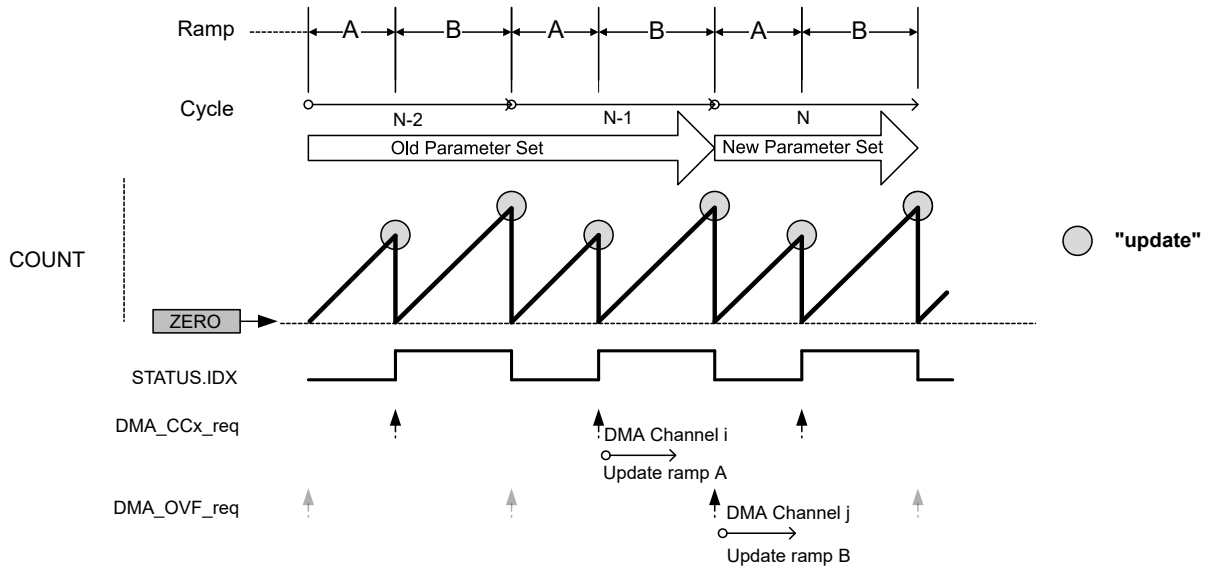 Ramp A B A B A B
Cycle
N-2 N-1 N
Old Parameter Set New Parameter Set
"update"
COUNT
ZERO
STATUS.IDX
DMA_CCx_req
DMA Channel i
Update ramp A
DMA_OVF_req
DMA Channel j
Update ramp B